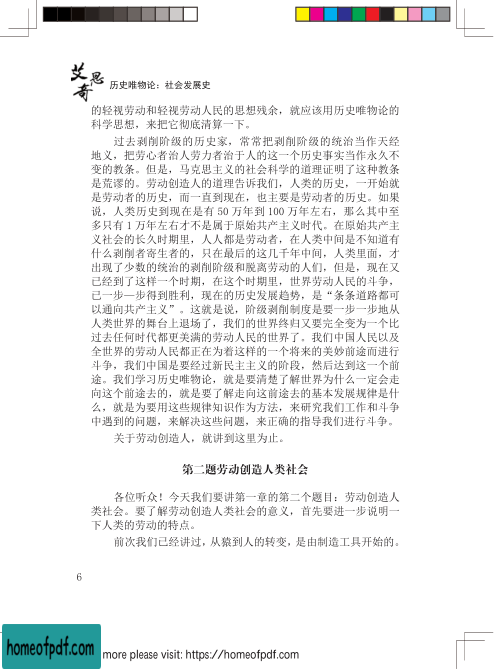 艾思奇
历史唯物论：社会发展史
的轻视劳动和轻视劳动人民的思想残余，就应该用历史唯物论的
科学思想，来把它彻底清算一下。
过去剥削阶级的历史家，常常把剥削阶级的统治当作天经
地义，把劳心者治人劳力者治于人的这一个历史事实当作永久不
变的教条。但是，马克思主义的社会科学的道理证明了这种教条
是荒谬的。劳动创造人的道理告诉我们，人类的历史，一开始就
是劳动者的历史，而一直到现在，也主要是劳动者的历史。如果
说，人类历史到现在是有 50 万年到 100 万年左右，那么其中至
多只有 1 万年左右才不是属于原始共产主义时代。在原始共产主
义社会的长久时期里，人人都是劳动者，在人类中间是不知道有
什么剥削者寄生者的，只在最后的这几千年中间，人类里面，才
出现了少数的统治的剥削阶级和脱离劳动的人们，但是，现在又
已经到了这样一个时期，在这个时期里，世界劳动人民的斗争，
已一步一步得到胜利，现在的历史发展趋势，是“条条道路都可
以通向共产主义”。这就是说，阶级剥削制度是要一步一步地从
人类世界的舞台上退场了，我们的世界终归又要完全变为一个比
过去任何时代都更美满的劳动人民的世界了。我们中国人民以及
全世界的劳动人民都正在为着这样的一个将来的美妙前途而进行
斗争，我们中国是要经过新民主主义的阶段，然后达到这一个前
途。我们学习历史唯物论，就是要清楚了解世界为什么一定会走
向这个前途去的，就是要了解走向这前途去的基本发展规律是什
么，就是为要用这些规律知识作为方法，来研究我们工作和斗争
中遇到的问题，来解决这些问题，来正确的指导我们进行斗争。
关于劳动创造人，就讲到这里为止。
第二题劳动创造人类社会
各位听众！今天我们要讲第一章的第二个题目：劳动创造人
类社会。要了解劳动创造人类社会的意义，首先要进一步说明一
下人类的劳动的特点。
前次我们已经讲过，从猿到人的转变，是由制造工具开始的。
6
homeofpdf.com
more please visit: https://homeofpdf.com